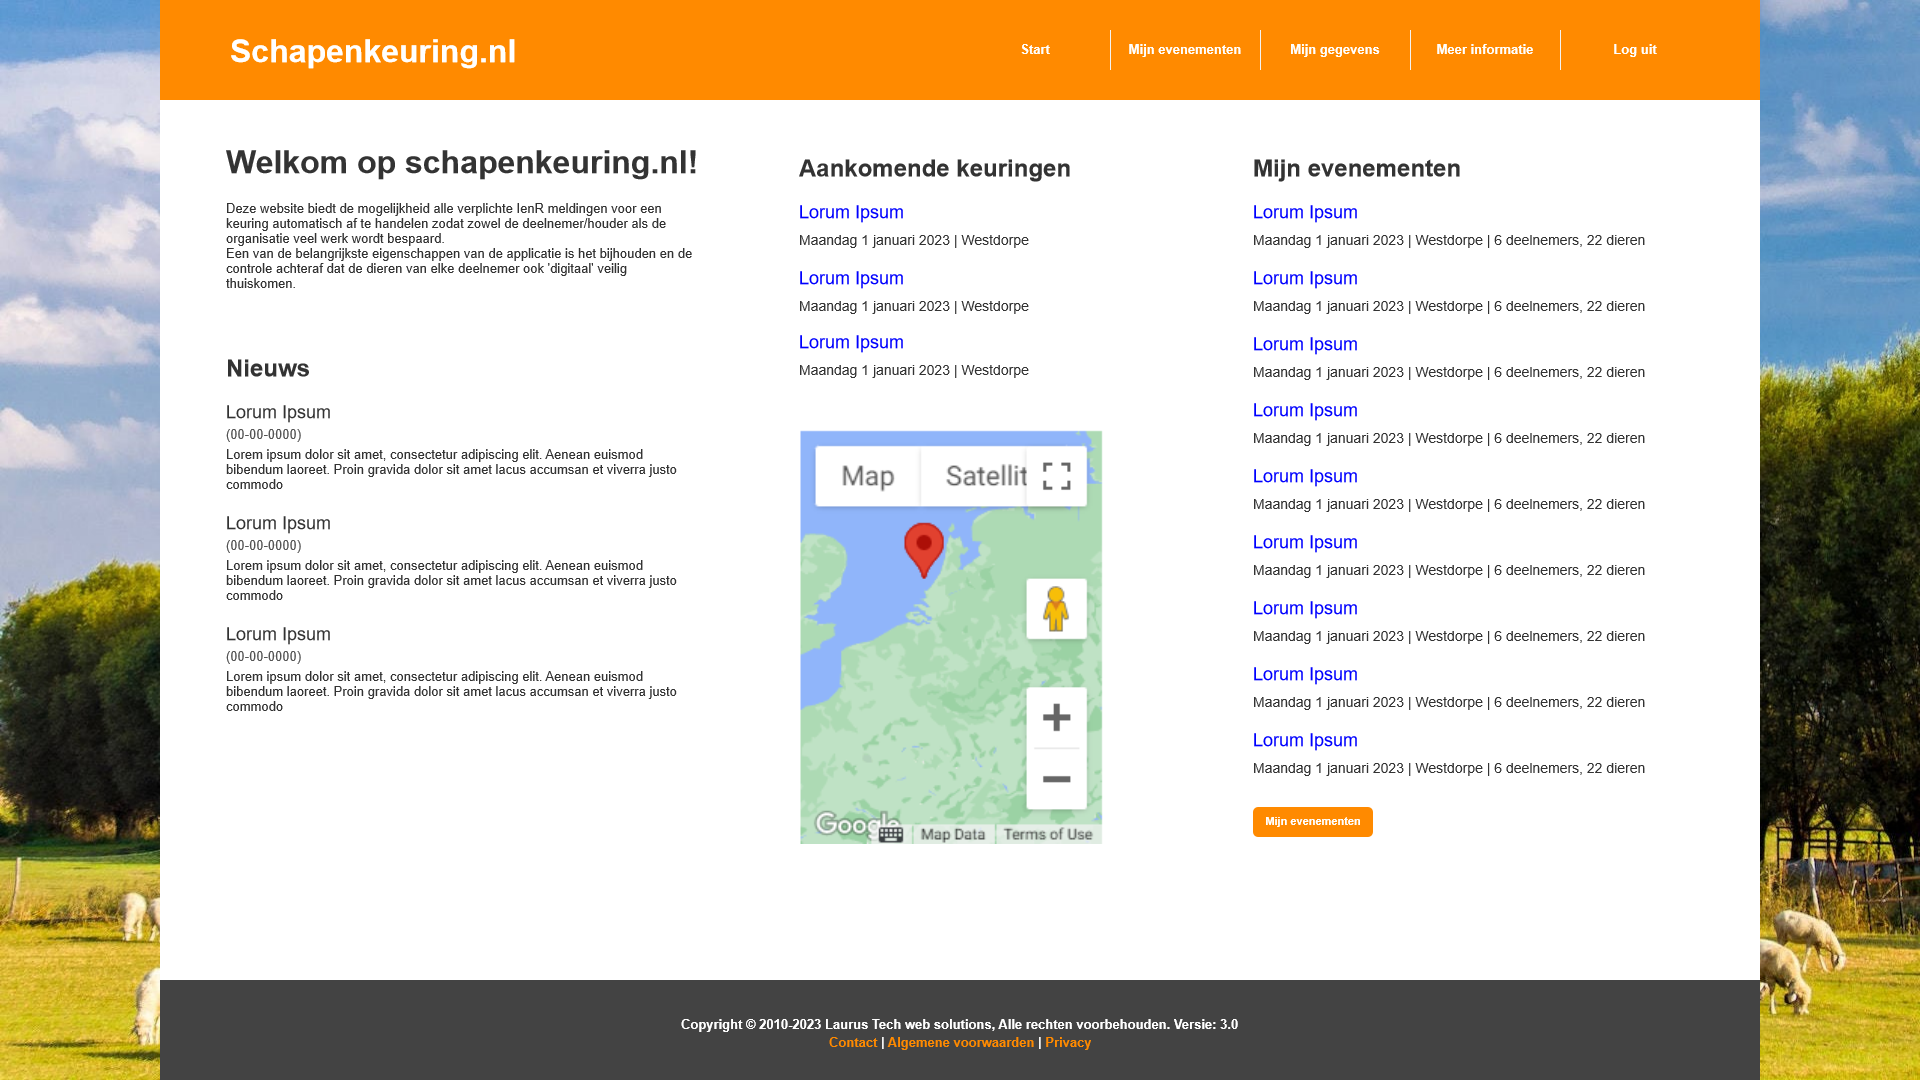 Schapenkeuring.nl
Start
Mijn evenementen
Mijn gegevens
Meer informatie
Log uit
Welkom op schapenkeuring.nl!
Deze website biedt de mogelijkheid alle verplichte IenR meldingen voor een
keuring automatisch af te handelen zodat zowel de deelnemer/houder als de
organisatie veel werk wordt bespaard.
Een van de belangrijkste eigenschappen van de applicatie is het bijhouden en de
controle achteraf dat de dieren van elke deelnemer ook 'digitaal' veilig
thuiskomen.
Nieuws
Lorum Ipsum
(00-00-0000)
Lorem ipsum dolor sit amet, consectetur adipiscing elit. Aenean euismod
bibendum laoreet. Proin gravida dolor sit amet lacus accumsan et viverra justo
commodo
Lorum Ipsum
(00-00-0000)
Lorem ipsum dolor sit amet, consectetur adipiscing elit. Aenean euismod
bibendum laoreet. Proin gravida dolor sit amet lacus accumsan et viverra justo
commodo
Lorum Ipsum
(00-00-0000)
Lorem ipsum dolor sit amet, consectetur adipiscing elit. Aenean euismod
bibendum laoreet. Proin gravida dolor sit amet lacus accumsan et viverra justo
commodo
Aankomende keuringen
Lorum Ipsum
Maandag 1 januari 2023 | Westdorpe
Lorum Ipsum
Maandag 1 januari 2023 | Westdorpe
Lorum Ipsum
Maandag 1 januari 2023 | Westdorpe
Map
Satellit
Google
Map Data
Terms of Use
Mijn evenementen
Lorum Ipsum
Maandag 1 januari 2023 | Westdorpe | 6 deelnemers, 22 dieren
Lorum Ipsum
Maandag 1 januari 2023 | Westdorpe | 6 deelnemers, 22 dieren
Lorum Ipsum
Maandag 1 januari 2023 | Westdorpe | 6 deelnemers, 22 dieren
Lorum Ipsum
Maandag 1 januari 2023 | Westdorpe | 6 deelnemers, 22 dieren
Lorum Ipsum
Maandag 1 januari 2023 | Westdorpe | 6 deelnemers, 22 dieren
Lorum Ipsum
Maandag 1 januari 2023 | Westdorpe | 6 deelnemers, 22 dieren
Lorum Ipsum
Maandag 1 januari 2023 | Westdorpe | 6 deelnemers, 22 dieren
Lorum Ipsum
Maandag 1 januari 2023 | Westdorpe | 6 deelnemers, 22 dieren
Lorum Ipsum
Maandag 1 januari 2023 | Westdorpe | 6 deelnemers, 22 dieren
Mijn evenementen
Copyright © 2010-2023 Laurus Tech web solutions, Alle rechten voorbehouden. Versie: 3.0
Contact | Algemene voorwaarden | Privacy